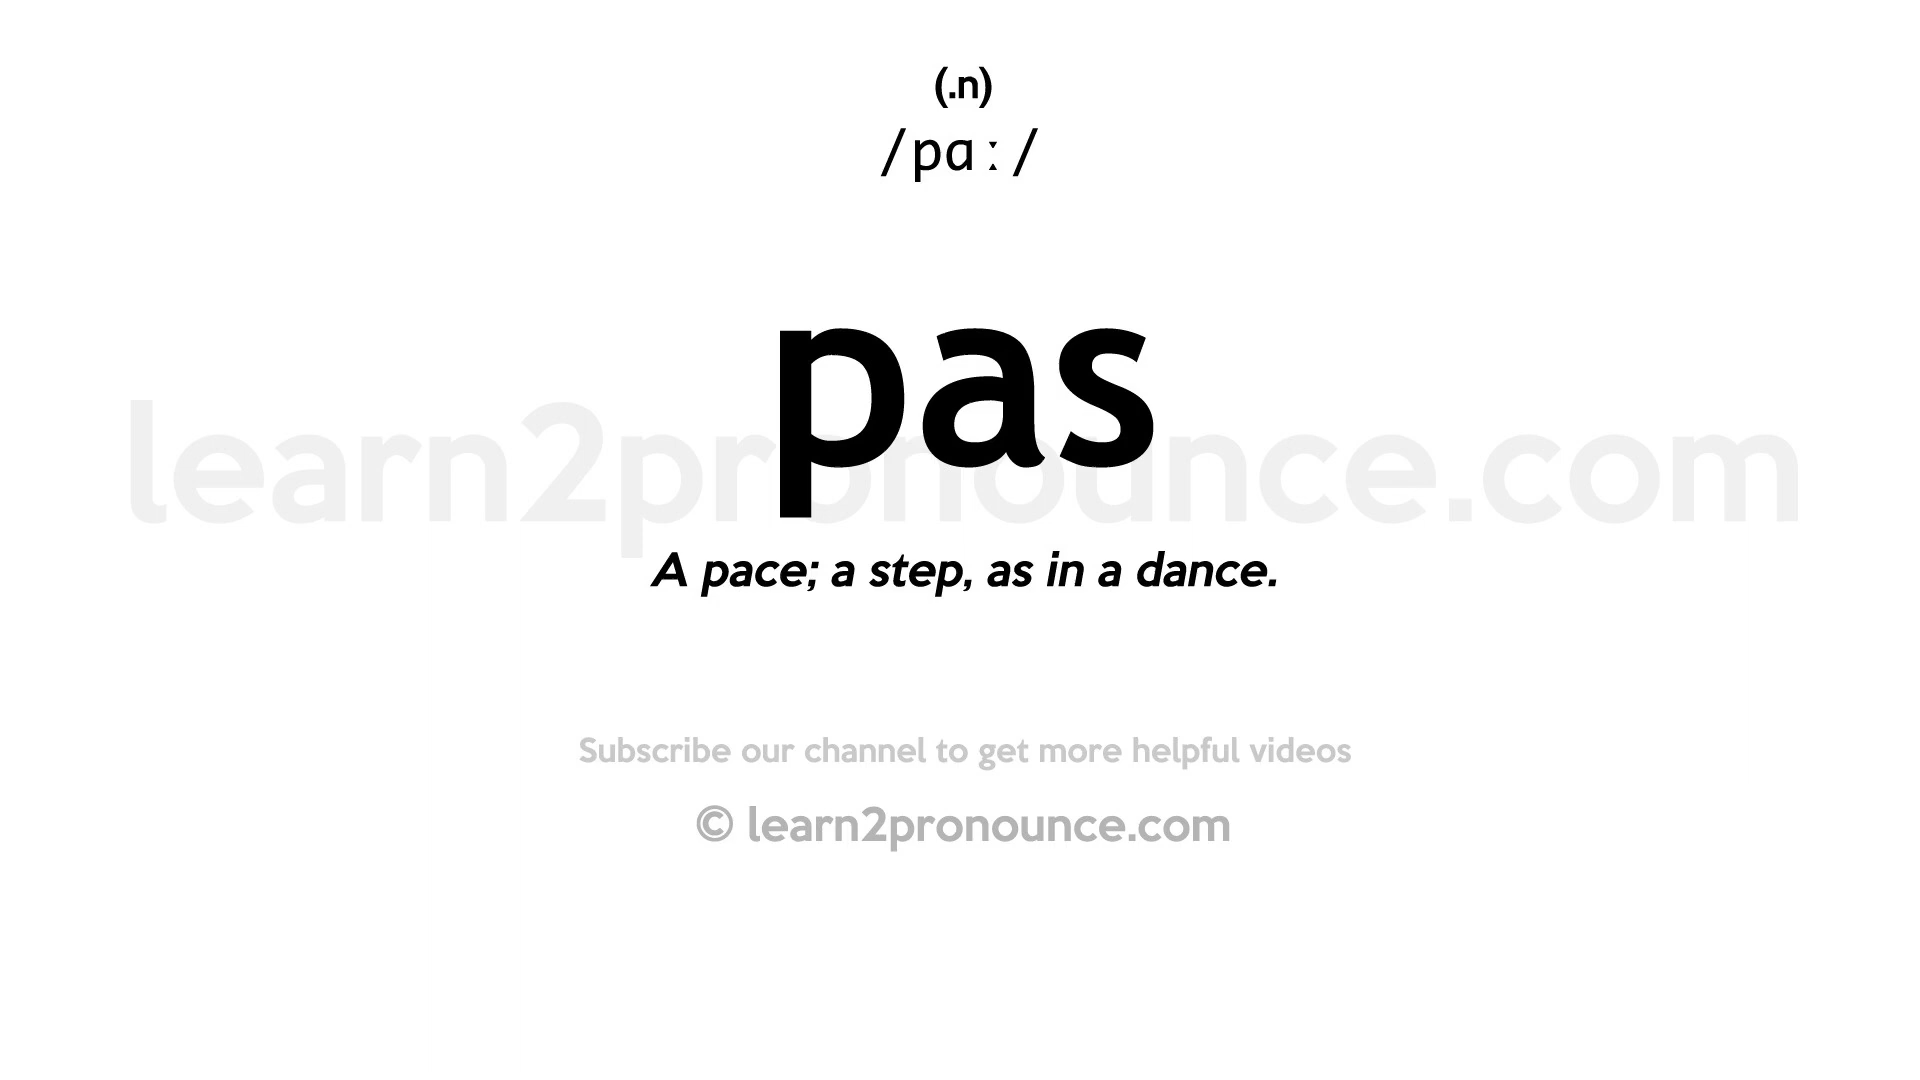 (.n)
/pɑː/
pas
learn2pronounce.com
A pace; a step, as in a dance.
Subscribe our channel to get more helpful videos
© learn2pronounce.com